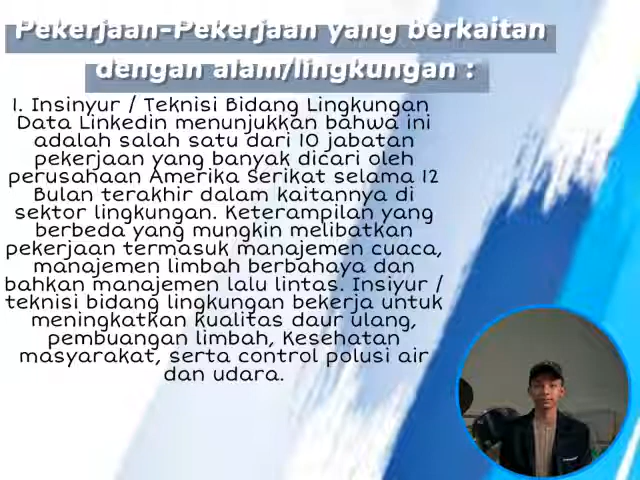 Pekerjaan-Pekerjaan yang berkaitan
dengan alam/lingkungan :
1. Insinyur / Teknisi Bidang Lingkungan
Data Linkedin menunjukkan bahwa ini
adalah salah satu dari 10 jabatan
pekerjaan yang banyak dicari oleh
perusahaan Amerika Serikat selama 12
Bulan terakhir dalam kaitannya di
sektor lingkungan. Keterampilan yang
berbeda yang mungkin melibatkan
pekerjaan termasuk manajemen cuaca,
manajemen limbah berbahaya dan
bahkan manajemen lalu lintas. Insiyur /
teknisi bidang lingkungan bekerja untuk
meningkatkan kualitas daur ulang,
pembuangan limbah, Kesehatan
masyarakat, serta control polusi air
dan udara.